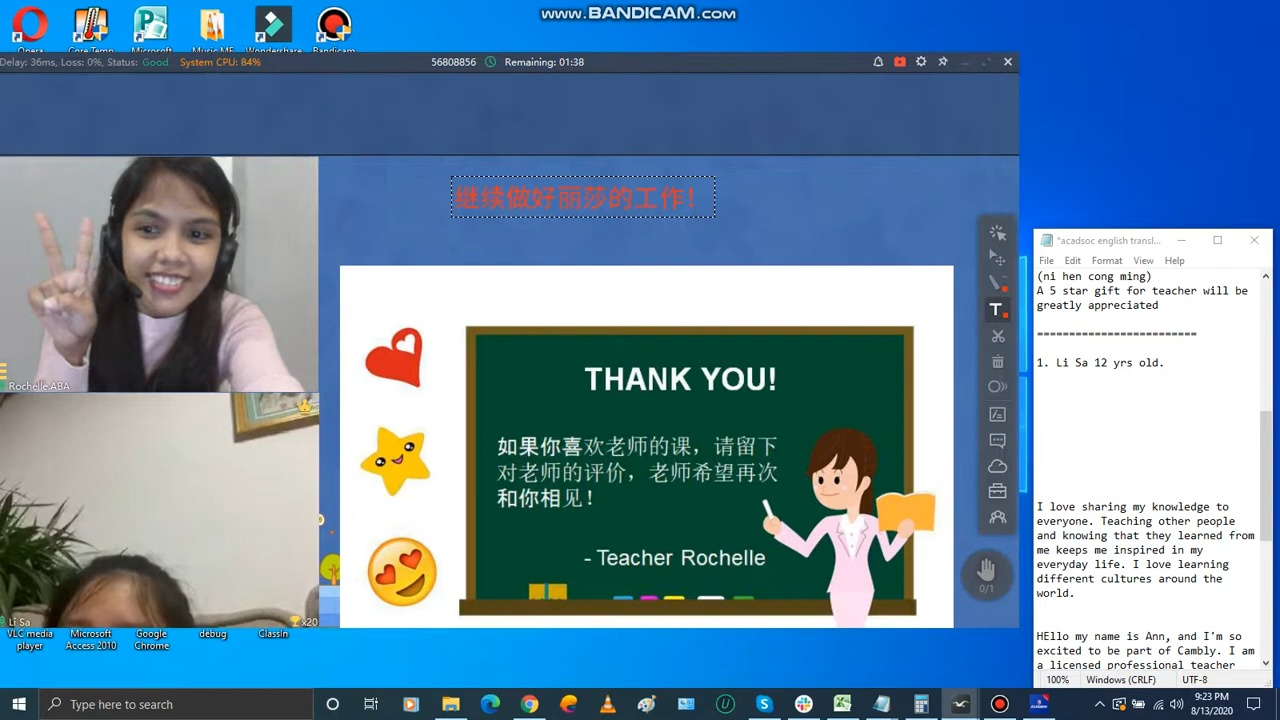 www.BANDICAM.com
Opera
Core Temp
Microsoft
Music MF
Wondershare
Bandicam
Delay: 36ms, Loss: 0%, Status: Good System CPU: 84%
56808856
Remaining: 01:38
继续做好丽莎的工作！
Rochelle ABA
THANK YOU!
如果你喜欢老师的课，请留下
对老师的评价，老师希望再次
和你相见！
- Teacher Rochelle
T
0/1
Li Sa
x20
VLC media
player
Microsoft
Access 2010
Google
Chrome
debug
Classin
"acadsoc english transl...
File Edit Format View Help
(ni hen cong ming)
A 5 star gift for teacher will be
greatly appreciated
=========================
1. Li Sa 12 yrs old.
I love sharing my knowledge to
everyone. Teaching other people
and knowing that they learned from
me keeps me inspired in my
everyday life. I love learning
different cultures around the
world.
HEllo my name is Ann, and I'm so
excited to be part of Cambly. I am
a licensed professional teacher
100% Windows (CRLF) UTF-8
Type here to search
9:23 PM
8/13/2020